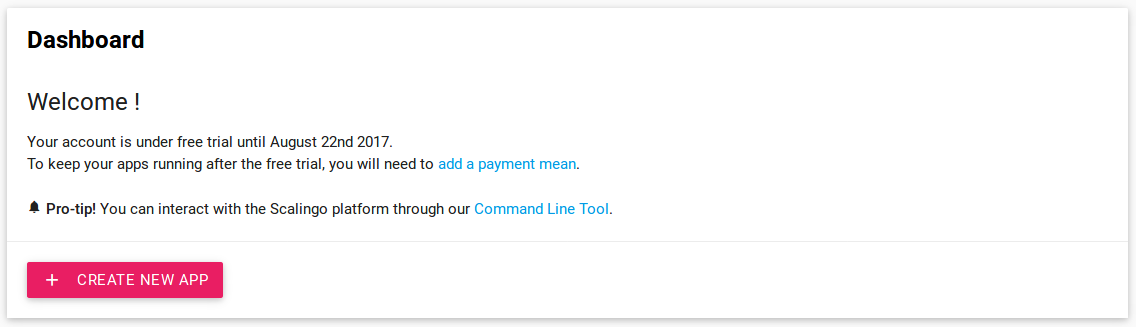 Dashboard
Welcome !
Your account is under free trial until August 22nd 2017.
To keep your apps running after the free trial, you will need to add a payment mean.
Pro-tip! You can interact with the Scalingo platform through our Command Line Tool.
+ CREATE NEW APP